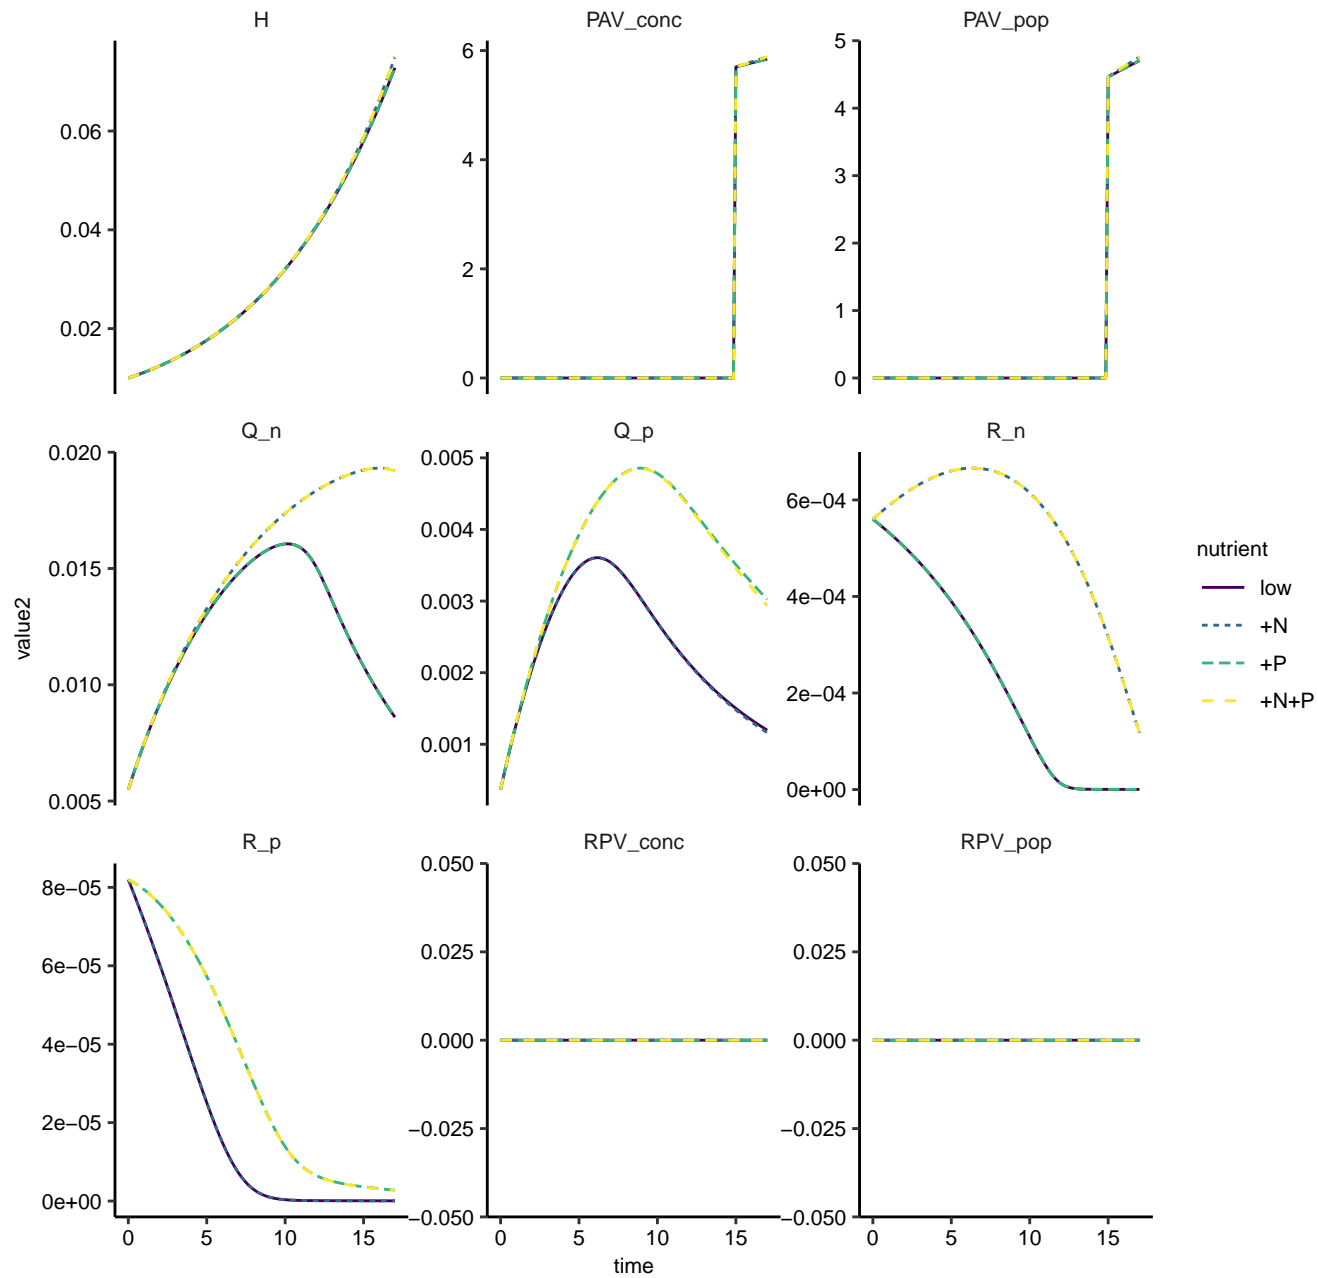 H
PAV_conc
PAV_pop
0.06
0.04
0.02
6
4
2
0
5
4
3
2
1
0
Q_n
Q_p
R_n
0.020
0.015
0.010
0.005
0.005
0.004
0.003
0.002
0.001
6e−04
4e−04
2e−04
0e+00
value2
nutrient
low
+N
+P
+N+P
R_p
RPV_conc
RPV_pop
8e−05
6e−05
4e−05
2e−05
0e+00
0.050
0.025
0.000
−0.025
−0.050
0.050
0.025
0.000
−0.025
−0.050
0 5 10 15
0 5 10 15
0 5 10 15
time